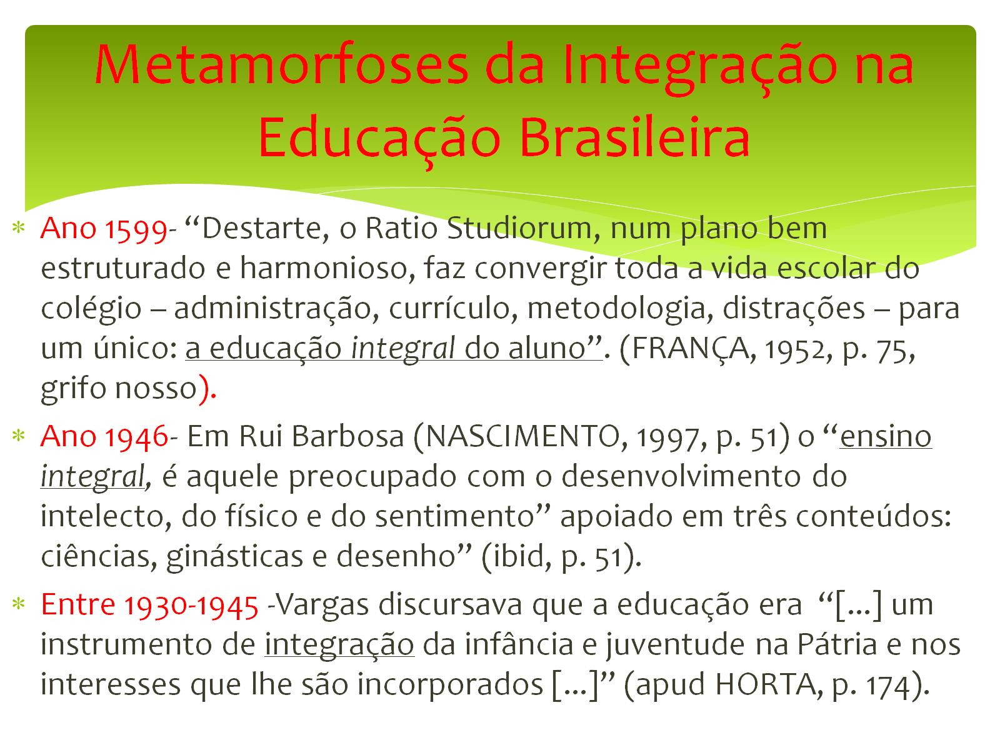 Metamorfoses da Integração na
Educação Brasileira
* Ano 1599- “Destarte, o Ratio Studiorum, num plano bem
estruturado e harmonioso, faz convergir toda a vida escolar do
colégio – administração, currículo, metodologia, distrações – para
um único: a educação integral do aluno”. (FRANÇA, 1952, p. 75,
grifo nosso).
* Ano 1946- Em Rui Barbosa (NASCIMENTO, 1997, p. 51) o “ensino
integral, é aquele preocupado com o desenvolvimento do
intelecto, do físico e do sentimento” apoiado em três conteúdos:
ciências, ginásticas e desenho” (ibid, p. 51).
* Entre 1930-1945 -Vargas discursava que a educação era “[...] um
instrumento de integração da infância e juventude na Pátria e nos
interesses que lhe são incorporados [...]” (apud HORTA, p. 174).